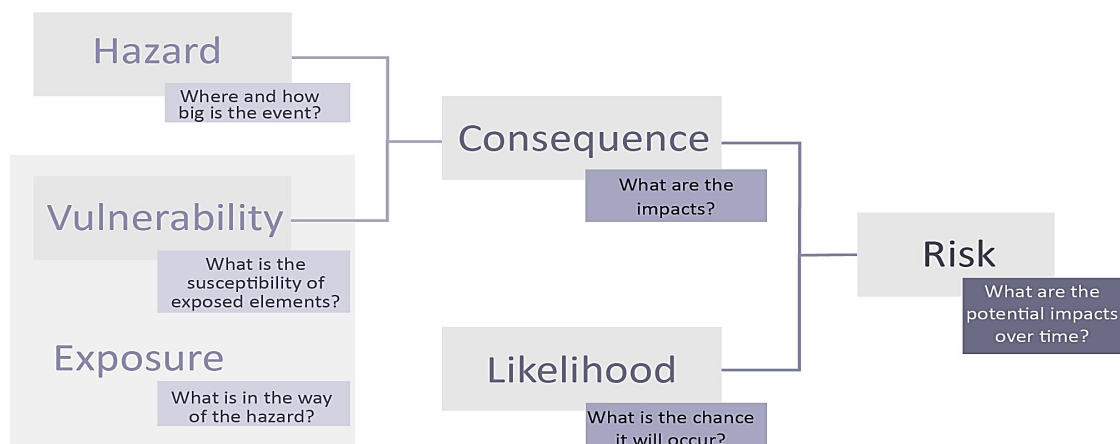 Hazard
Where and how
big is the event?
Vulnerability
What is the
susceptibility of
exposed elements?
Exposure
What is in the way
of the hazard?
Consequence
What are the
impacts?
Likelihood
What is the chance
it will occur?
Risk
What are the
potential impacts
over time?